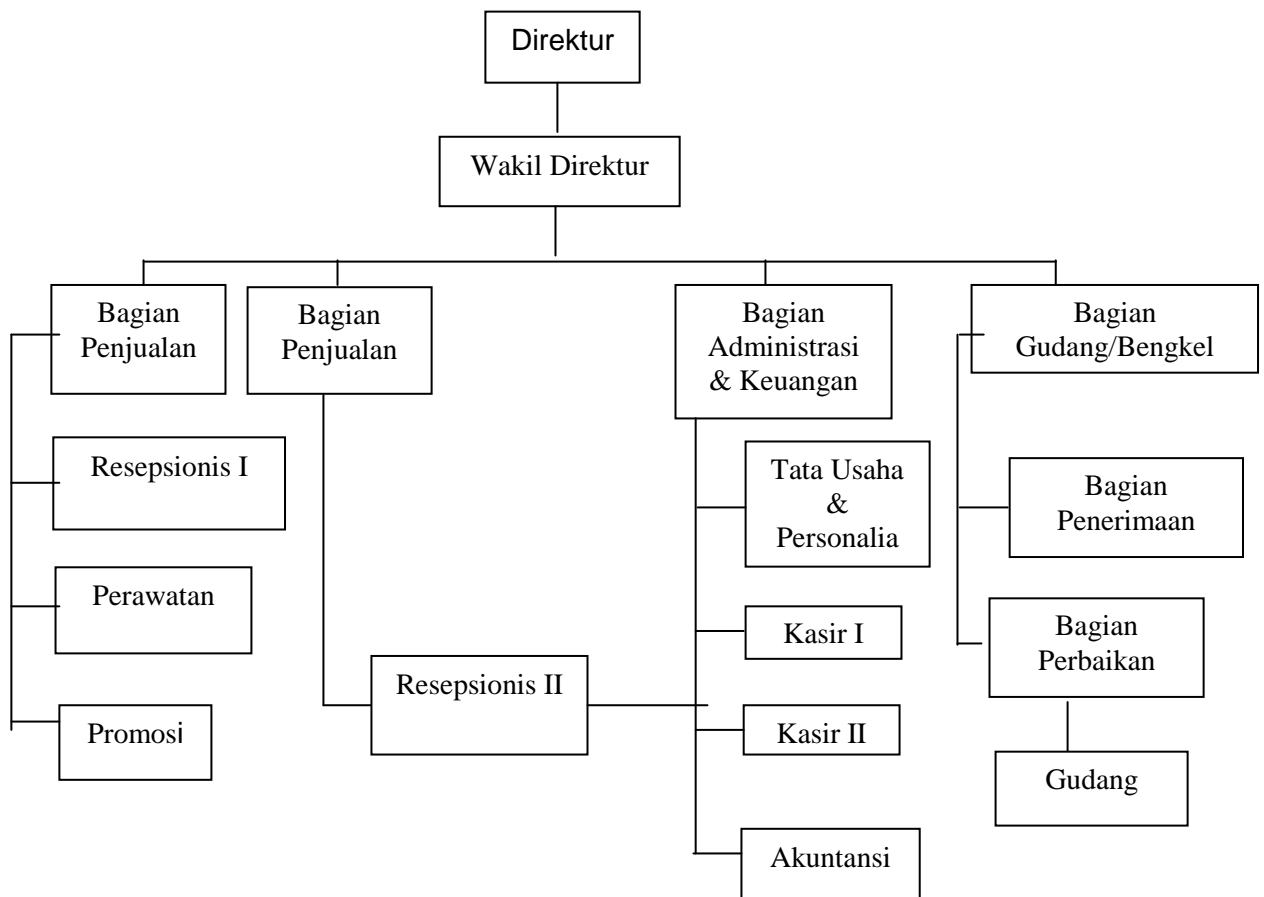 Direktur
Wakil Direktur
Bagian
Penjualan
Bagian
Penjualan
Bagian
Administrasi
& Keuangan
Bagian
Gudang/Bengkel
Resepsionis I
Perawatan
Promosi
Resepsionis II
Tata Usaha
&
Personalia
Kasir I
Kasir II
Akuntansi
Bagian
Penerimaan
Bagian
Perbaikan
Gudang